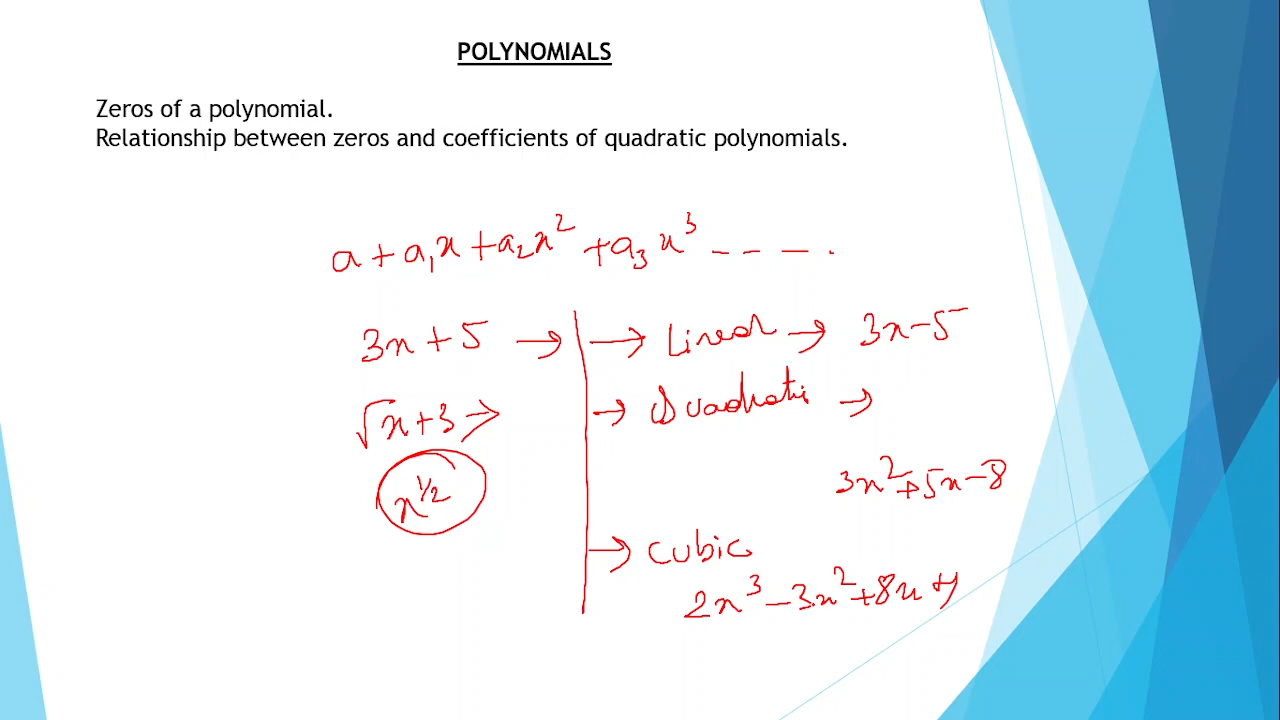 POLYNOMIALS
Zeros of a polynomial.
Relationship between zeros and coefficients of quadratic polynomials.
a + a₁x + a₂x² + a₃x³ – – – .
3x + 5 →
√x + 3 →
x^1/2
→ Linear → 3x – 5
→ Quadratic →
3x² + 5x – 8
→ cubic
2x³ – 3x² + 8x +